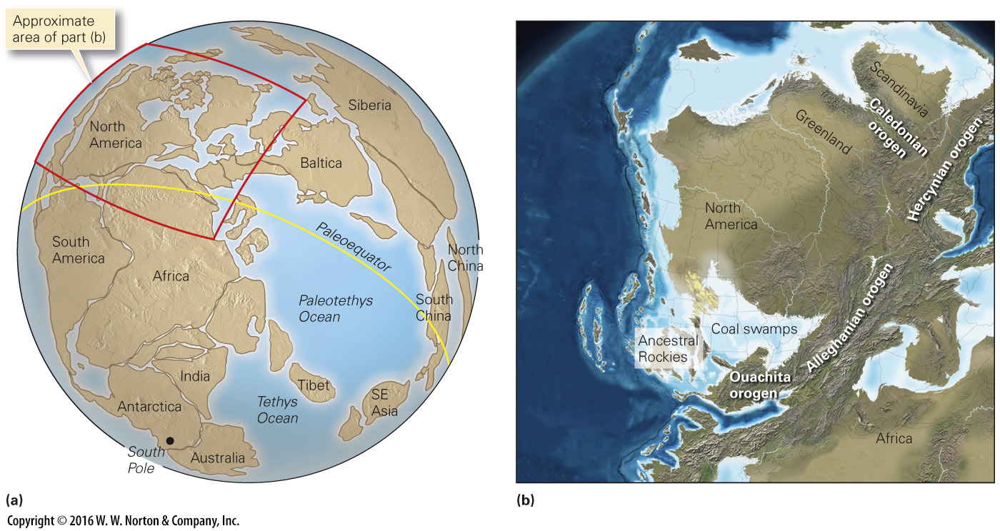 Approximate
area of part (b)
North
America
Siberia
Baltica
South
America
Africa
Paleoequator
North
China
Paleotethys
Ocean
South
China
India
Tibet
Tethys
Ocean
SE
Asia
Antarctica
South
Pole
Australia
(a)
Scandinavia
Greenland
Caledonian
orogen
Hercynian orogen
North
America
Coal swamps
Ancestral
Rockies
Alleghanian orogen
Ouachita
orogen
Africa
(b)
Copyright © 2016 W. W. Norton & Company, Inc.